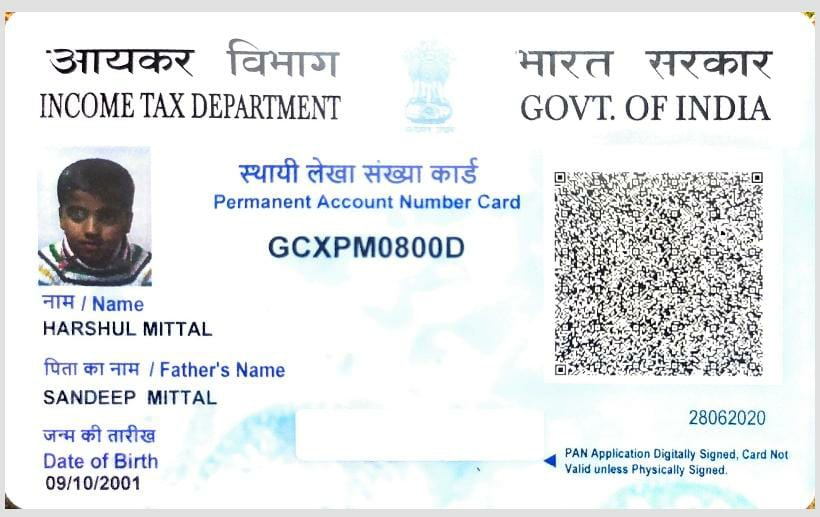 आयकर विभाग
INCOME TAX DEPARTMENT
भारत सरकार
GOVT. OF INDIA
स्थायी लेखा संख्या कार्ड
Permanent Account Number Card
GCXPM0800D
नाम / Name
HARSHUL MITTAL
पिता का नाम / Father's Name
SANDEEP MITTAL
जन्म की तारीख
Date of Birth
09/10/2001
28062020
PAN Application Digitally Signed, Card Not
Valid unless Physically Signed.